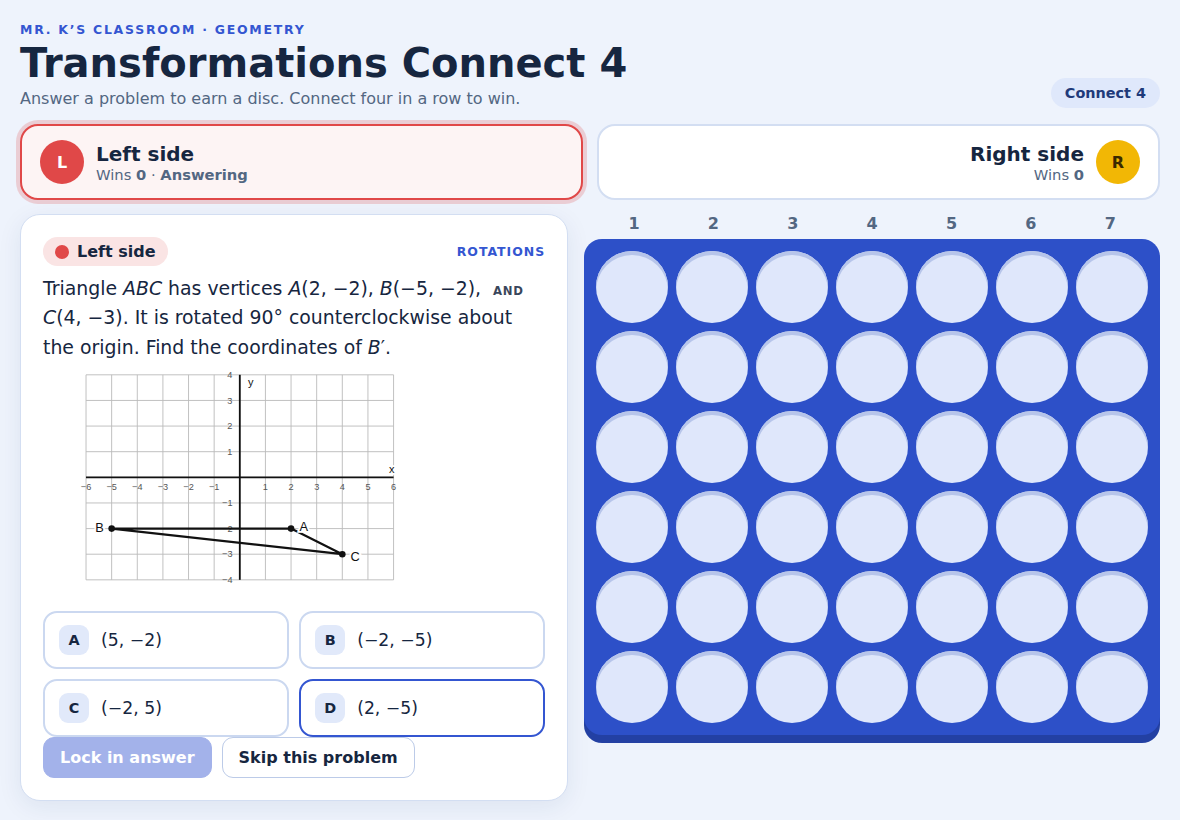 MR. K’S CLASSROOM · GEOMETRY
Transformations Connect 4
Answer a problem to earn a disc. Connect four in a row to win.
Connect 4
L
Left side
Wins 0 · Answering
Right side
Wins 0
R
Left side
ROTATIONS
Triangle ABC has vertices A(2, −2), B(−5, −2), AND
C(4, −3). It is rotated 90° counterclockwise about
the origin. Find the coordinates of B′.
4
y
3
2
1
x
−6 −5 −4 −3 −2 −1 1 2 3 4 5 6
−1
B
−2
A
−3
C
−4
A (5, −2)
B (−2, −5)
C (−2, 5)
D (2, −5)
Lock in answer
Skip this problem
1 2 3 4 5 6 7